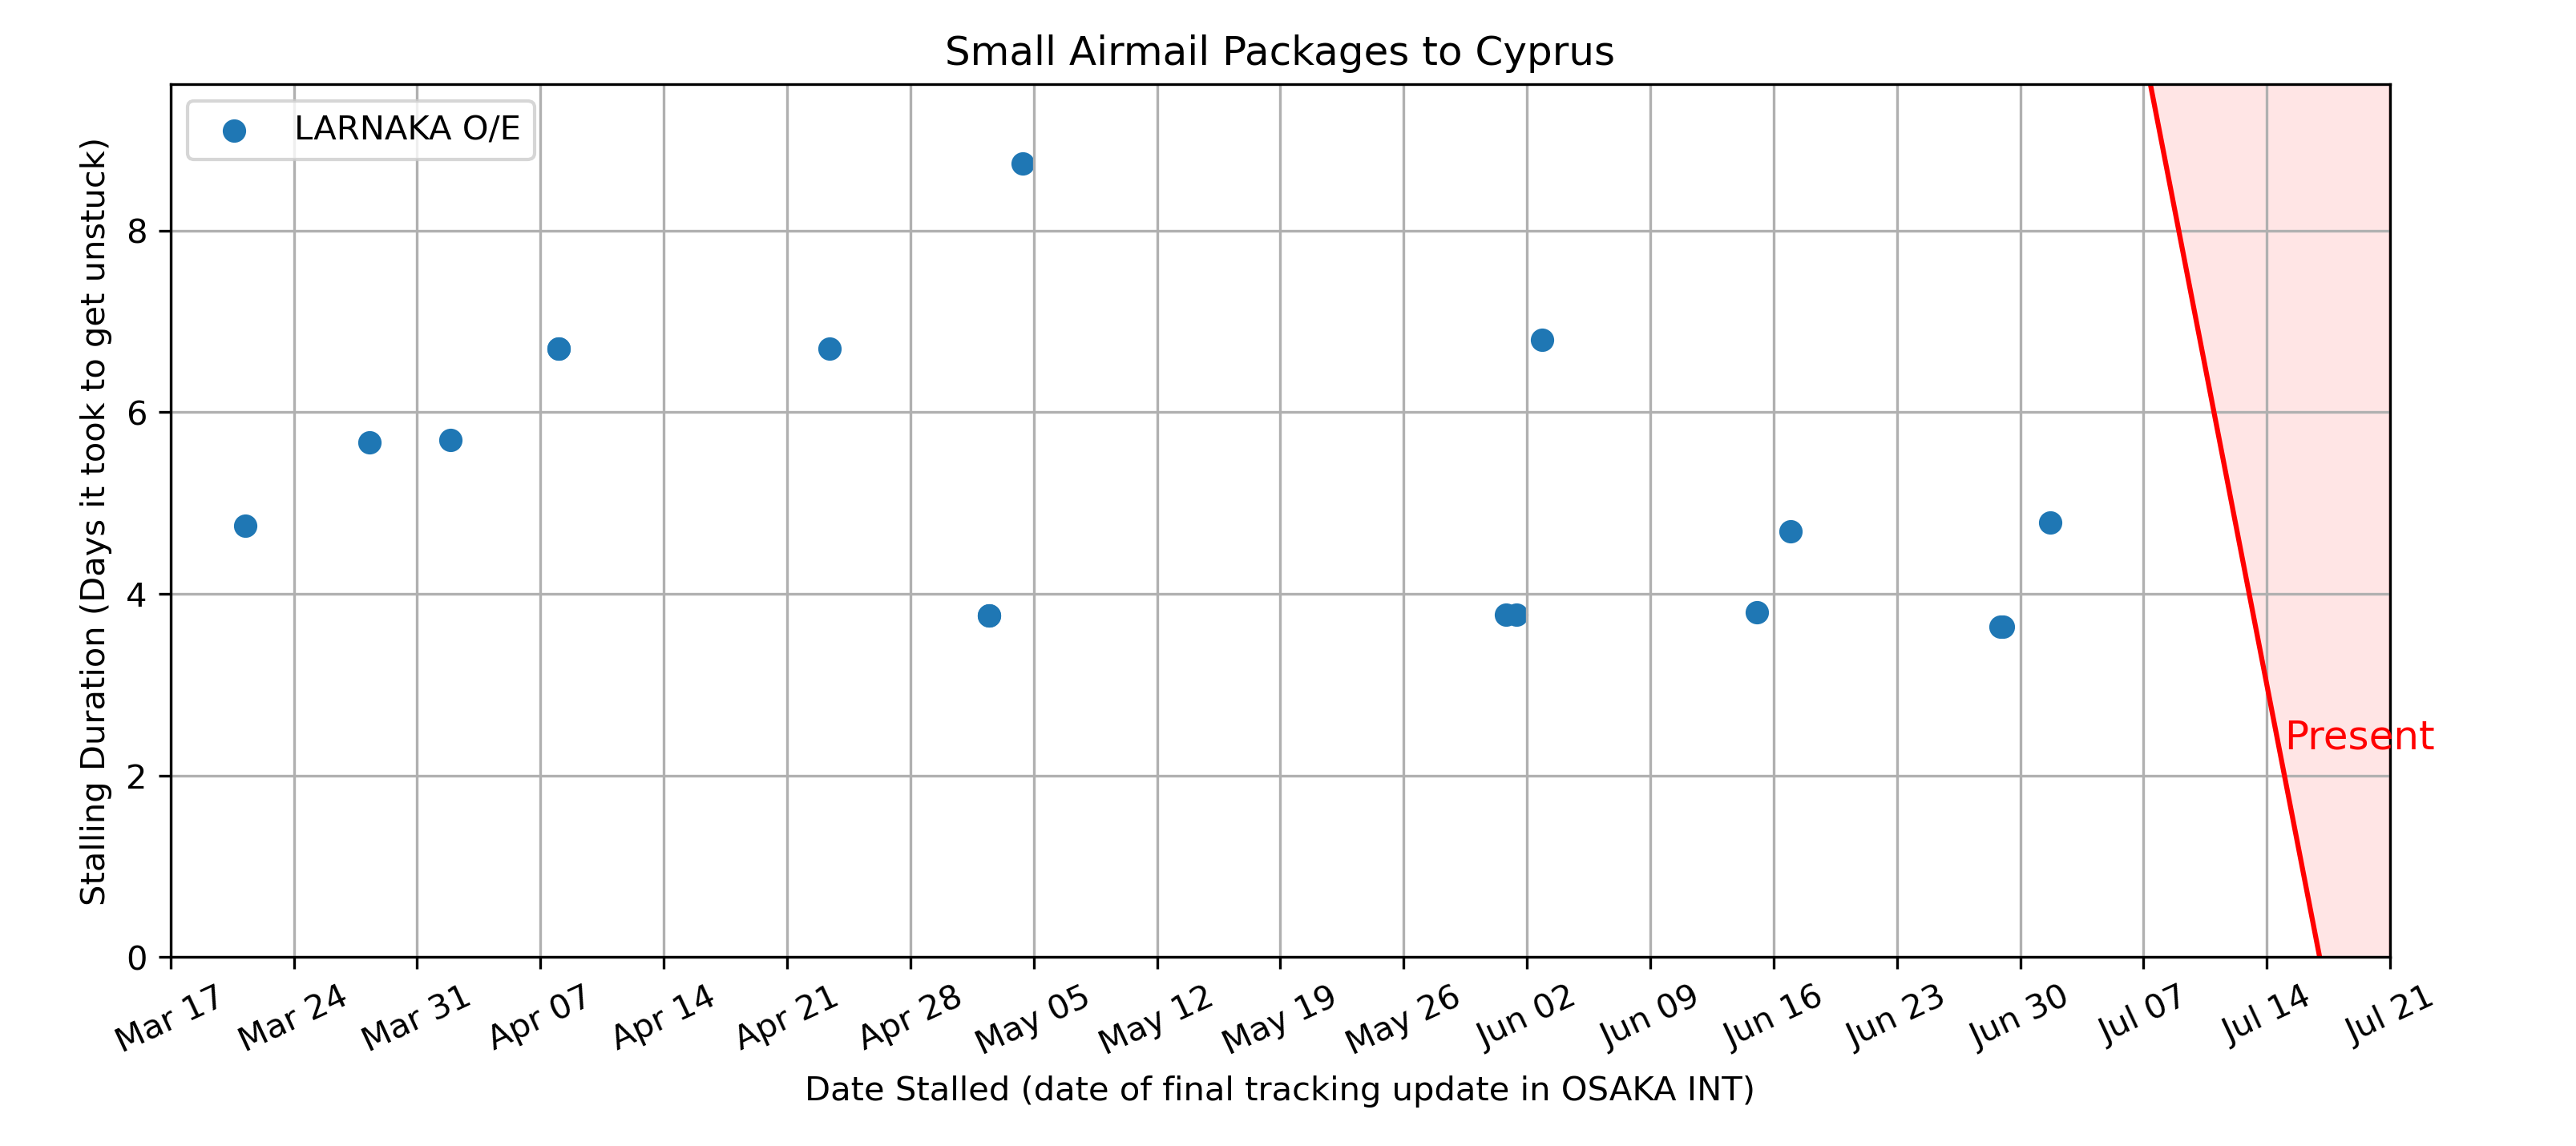 Small Airmail Packages to Cyprus
LARNAKA O/E
Stalling Duration (Days it took to get unstuck)
8
6
4
2
0
Present
Mar 17
Mar 24
Mar 31
Apr 07
Apr 14
Apr 21
Apr 28
May 05
May 12
May 19
May 26
Jun 02
Jun 09
Jun 16
Jun 23
Jun 30
Jul 07
Jul 14
Jul 21
Date Stalled (date of final tracking update in OSAKA INT)